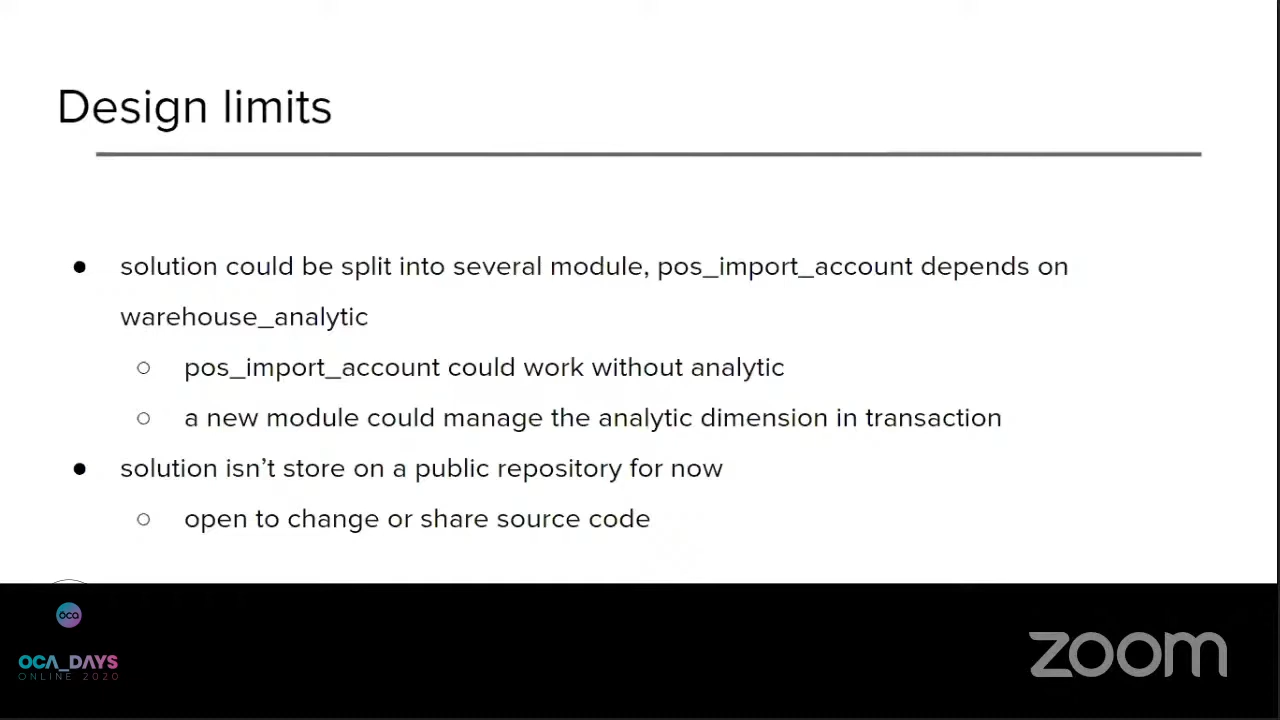 Design limits
● solution could be split into several module, pos_import_account depends on
warehouse_analytic
○ pos_import_account could work without analytic
○ a new module could manage the analytic dimension in transaction
● solution isn’t store on a public repository for now
○ open to change or share source code
oca
OCA_DAYS
ONLINE 2020
zoom